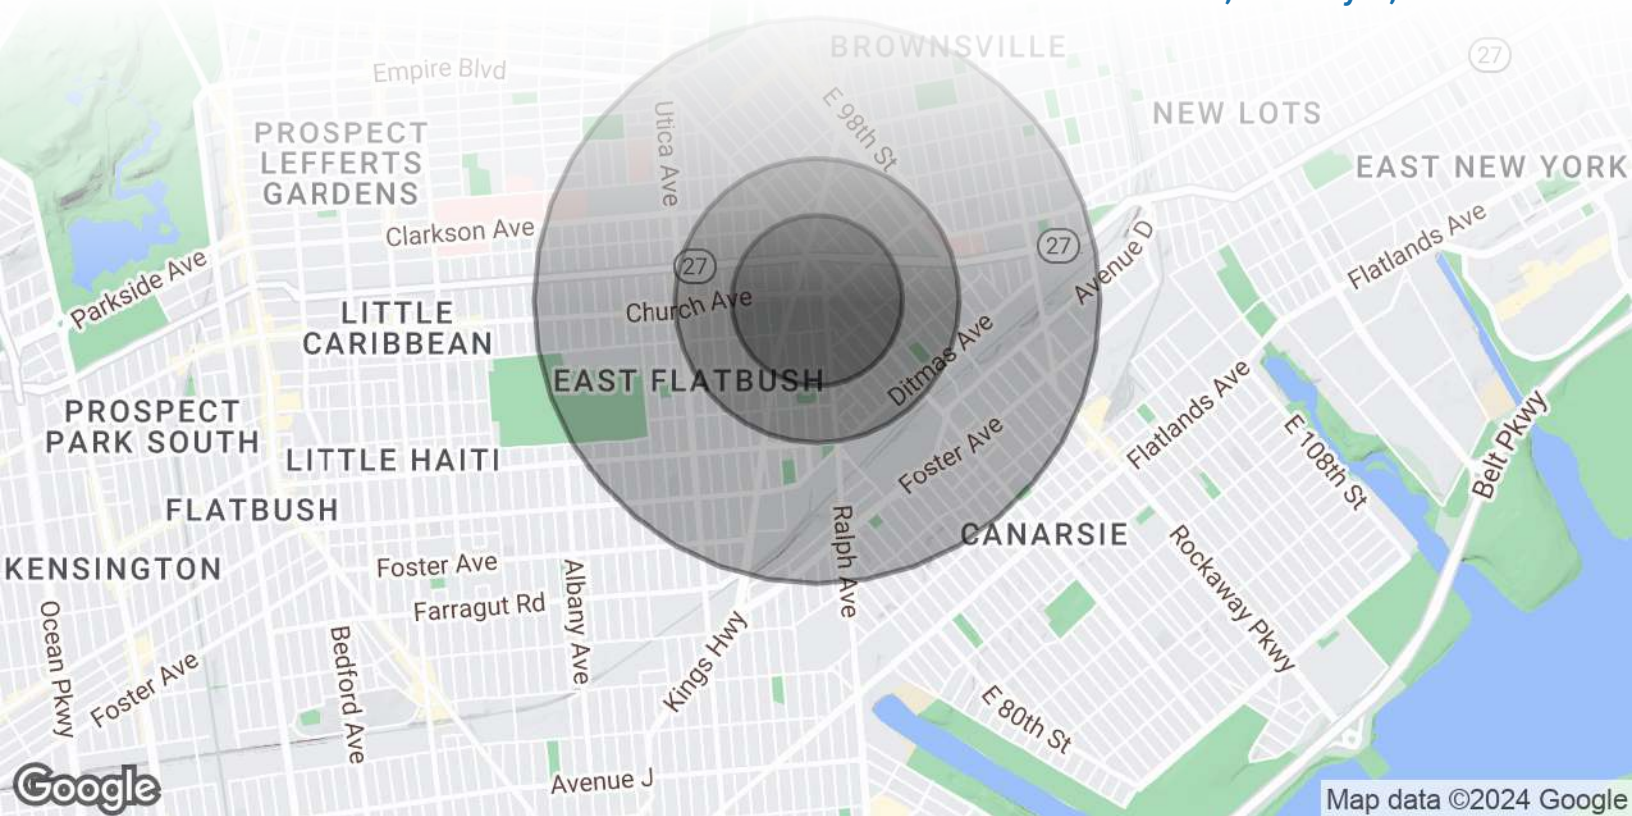 BROWNSVILLE
27
Empire Blvd
E 98th St
Utica Ave
NEW LOTS
PROSPECT
LEFFERTS
GARDENS
EAST NEW YORK
Clarkson Ave
Flatlands Ave
27
27
Avenue D
Parkside Ave
Church Ave
LITTLE
CARIBBEAN
Ditmas Ave
EAST FLATBUSH
Flatlands Ave
PROSPECT
PARK SOUTH
Foster Ave
Belt Pkwy
E 108th St
LITTLE HAITI
FLATBUSH
CANARSIE
Ralph Ave
KENSINGTON
Foster Ave
Rockaway Pkwy
Albany Ave
Farragut Rd
Ocean Pkwy
Bedford Ave
Kings Hwy
Foster Ave
E 80th St
Avenue J
Google
Map data ©2024 Google